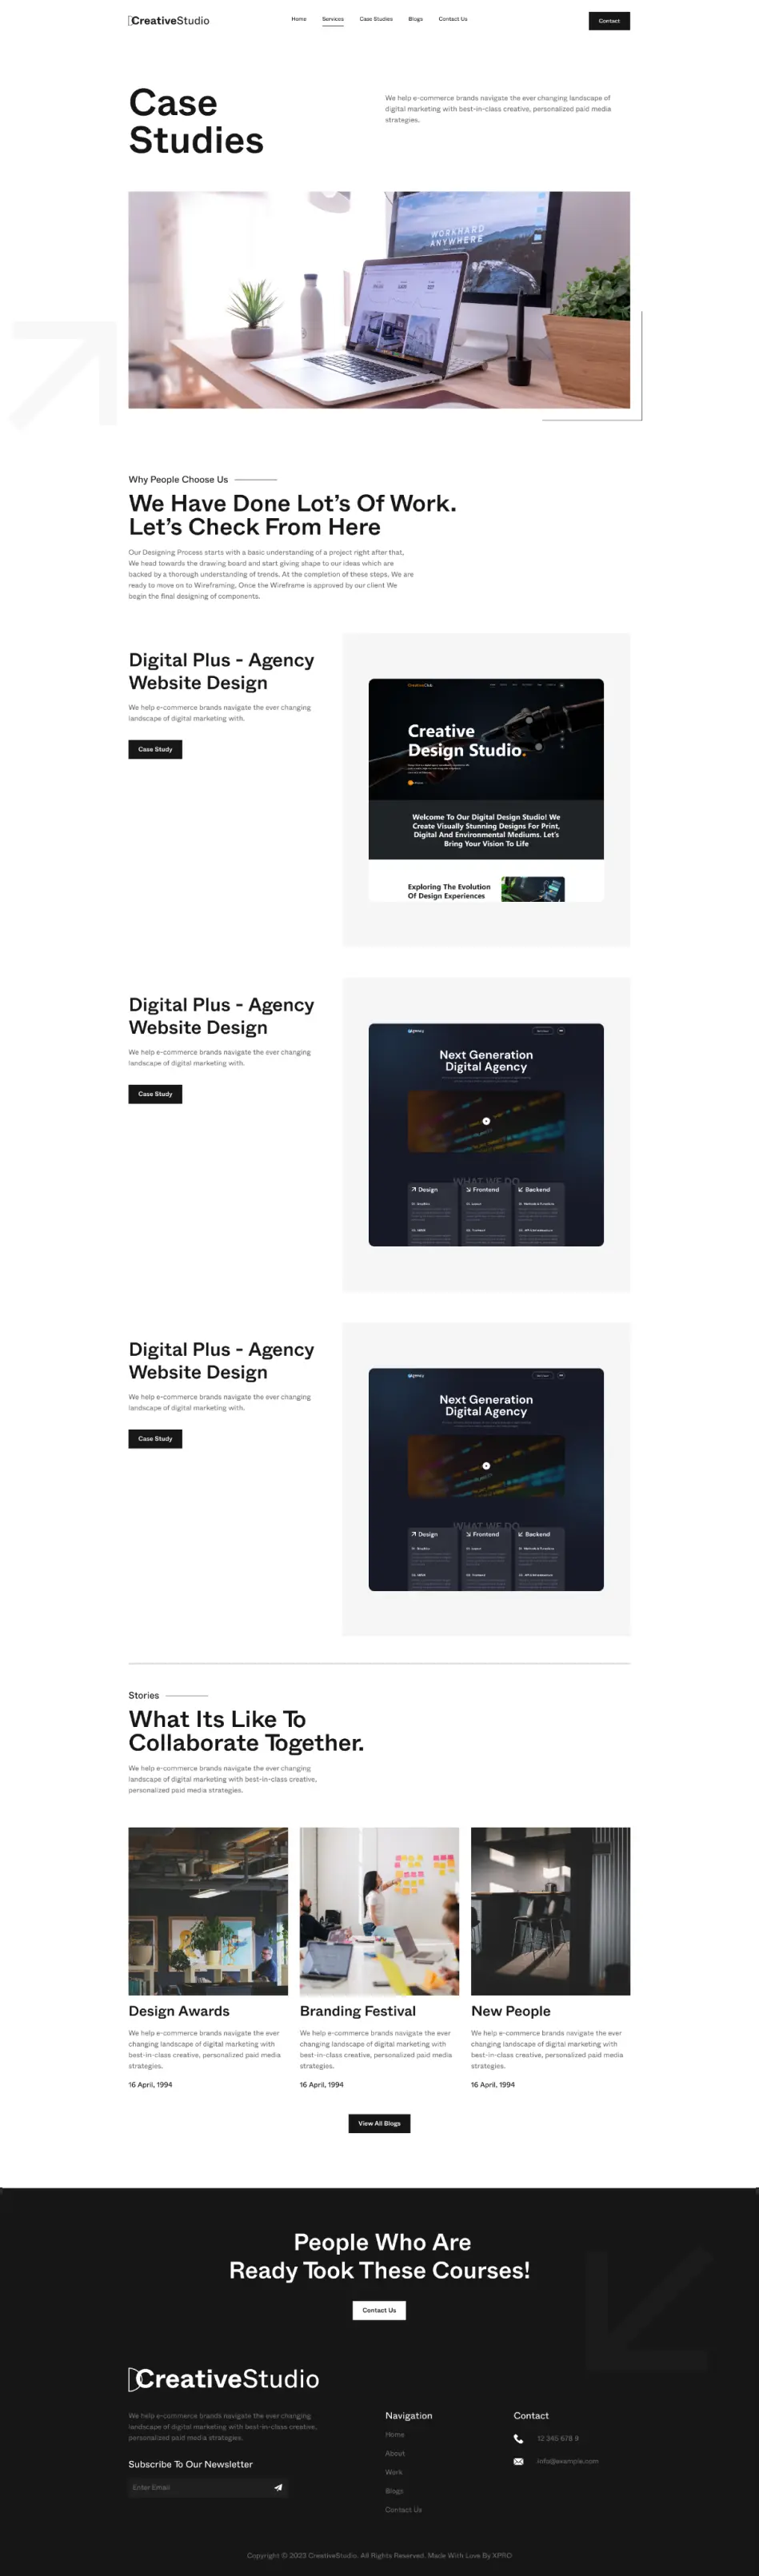 CreativeStudio
Home
Services
Case Studies
Blogs
Contact Us
Contact
Case
Studies
We help e-commerce brands navigate the ever changing landscape of
digital marketing with best-in-class creative, personalized paid media
strategies.
WORKHARD
ANYWHERE
Why People Choose Us
We Have Done Lot's Of Work.
Let's Check From Here
Our Designing Process starts with a basic understanding of a project right after that,
We head towards the drawing board and start giving shape to our ideas which are
backed by a thorough understanding of trends. At the completion of these steps, We are
ready to move on to Wireframing. Once the Wireframe is approved by our client We
begin the final designing of components.
Digital Plus - Agency
Website Design
We help e-commerce brands navigate the ever changing
landscape of digital marketing with.
Case Study
CreativeClub
Creative
Design Studio.
Welcome To Our Digital Design Studio! We
Create Visually Stunning Designs For Print,
Digital And Environmental Mediums. Let's
Bring Your Vision To Life
Exploring The Evolution
Of Design Experiences
Digital Plus - Agency
Website Design
We help e-commerce brands navigate the ever changing
landscape of digital marketing with.
Case Study
Agency
Next Generation
Digital Agency
WHAT WE DO
Design
Frontend
Backend
Digital Plus - Agency
Website Design
We help e-commerce brands navigate the ever changing
landscape of digital marketing with.
Case Study
Agency
Next Generation
Digital Agency
WHAT WE DO
Design
Frontend
Backend
Stories
What Its Like To
Collaborate Together.
We help e-commerce brands navigate the ever changing
landscape of digital marketing with best-in-class creative,
personalized paid media strategies.
Design Awards
We help e-commerce brands navigate the ever
changing landscape of digital marketing with
best-in-class creative, personalized paid media
strategies.
16 April, 1994
Branding Festival
We help e-commerce brands navigate the ever
changing landscape of digital marketing with
best-in-class creative, personalized paid media
strategies.
16 April, 1994
New People
We help e-commerce brands navigate the ever
changing landscape of digital marketing with
best-in-class creative, personalized paid media
strategies.
16 April, 1994
View All Blogs
People Who Are
Ready Took These Courses!
Contact Us
CreativeStudio
We help e-commerce brands navigate the ever changing
landscape of digital marketing with best-in-class creative,
personalized paid media strategies.
Subscribe To Our Newsletter
Enter Email
Navigation
Home
About
Work
Blogs
Contact Us
Contact
12 345 678 9
info@example.com
Copyright © 2023 CreativeStudio. All Rights Reserved. Made With Love By XPRO